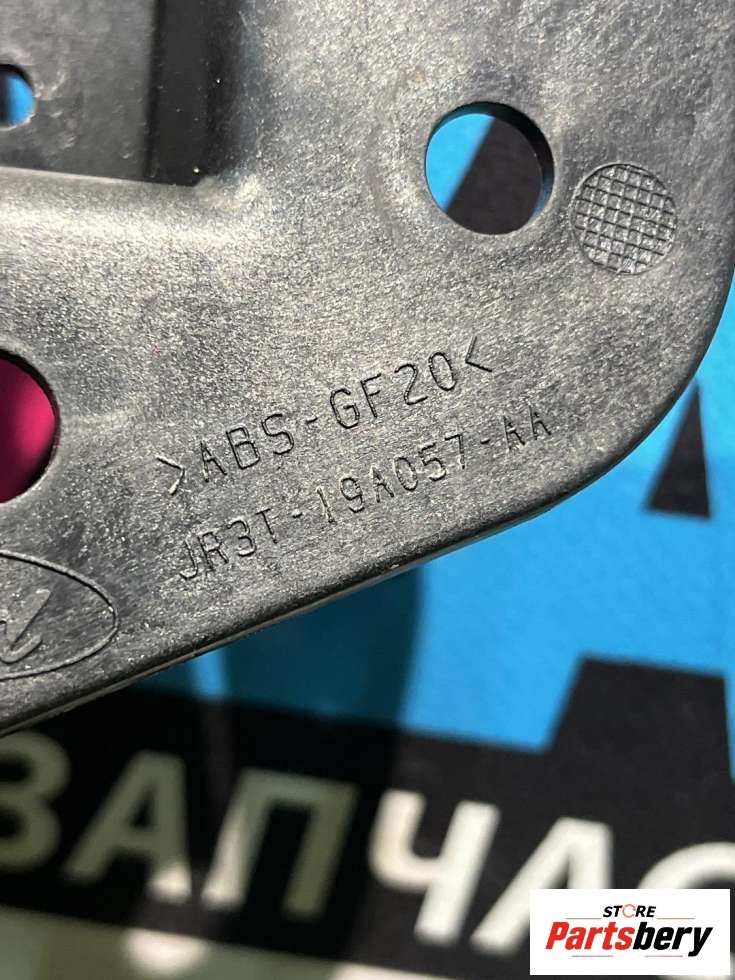 >ABS-GF20<
JR3T-19A057-AA
ЗАПЧАС
STORE
Partsbery